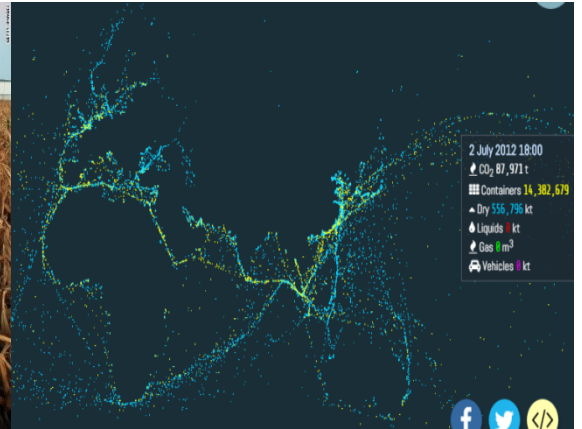 2 July 2012 18:00
CO₂ 87,971 t
Containers 14,382,679
Dry 556,796 kt
Liquids 0 kt
Gas 0 m³
Vehicles 0 kt
f
</>